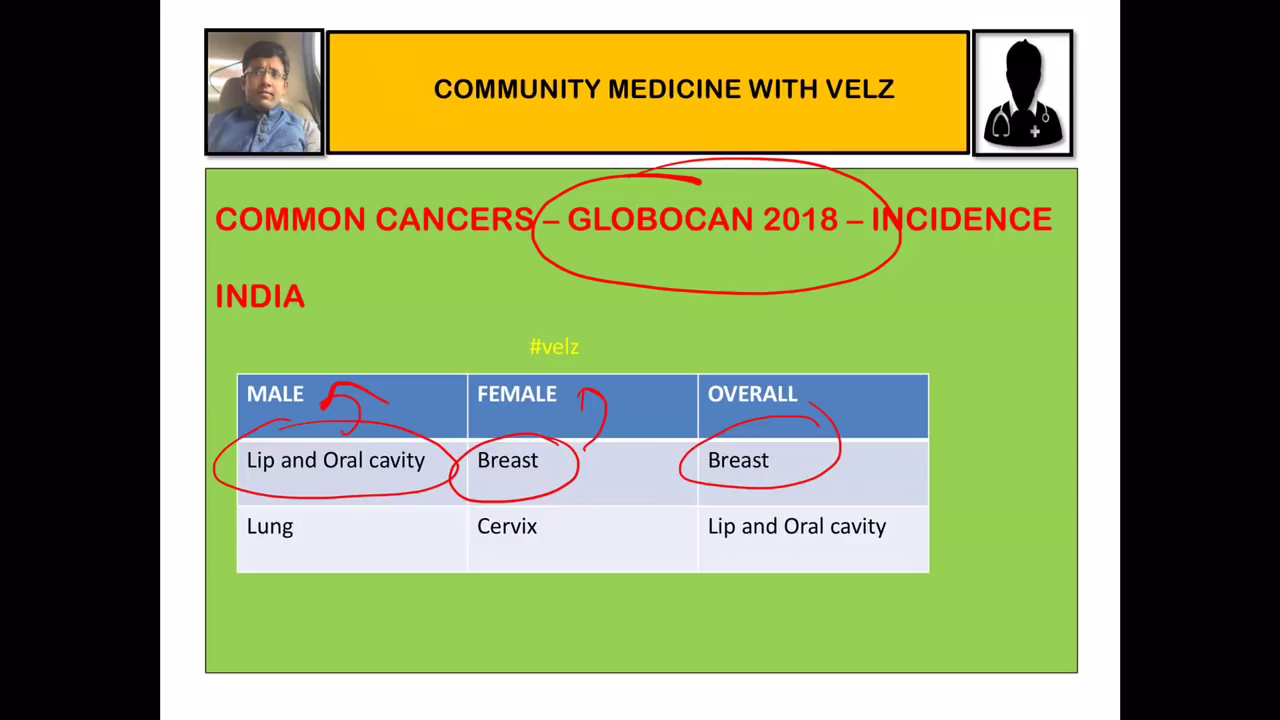 COMMUNITY MEDICINE WITH VELZ
COMMON CANCERS – GLOBOCAN 2018 – INCIDENCE
INDIA
#velz
MALE FEMALE OVERALL
Lip and Oral cavity Breast Breast
Lung Cervix Lip and Oral cavity